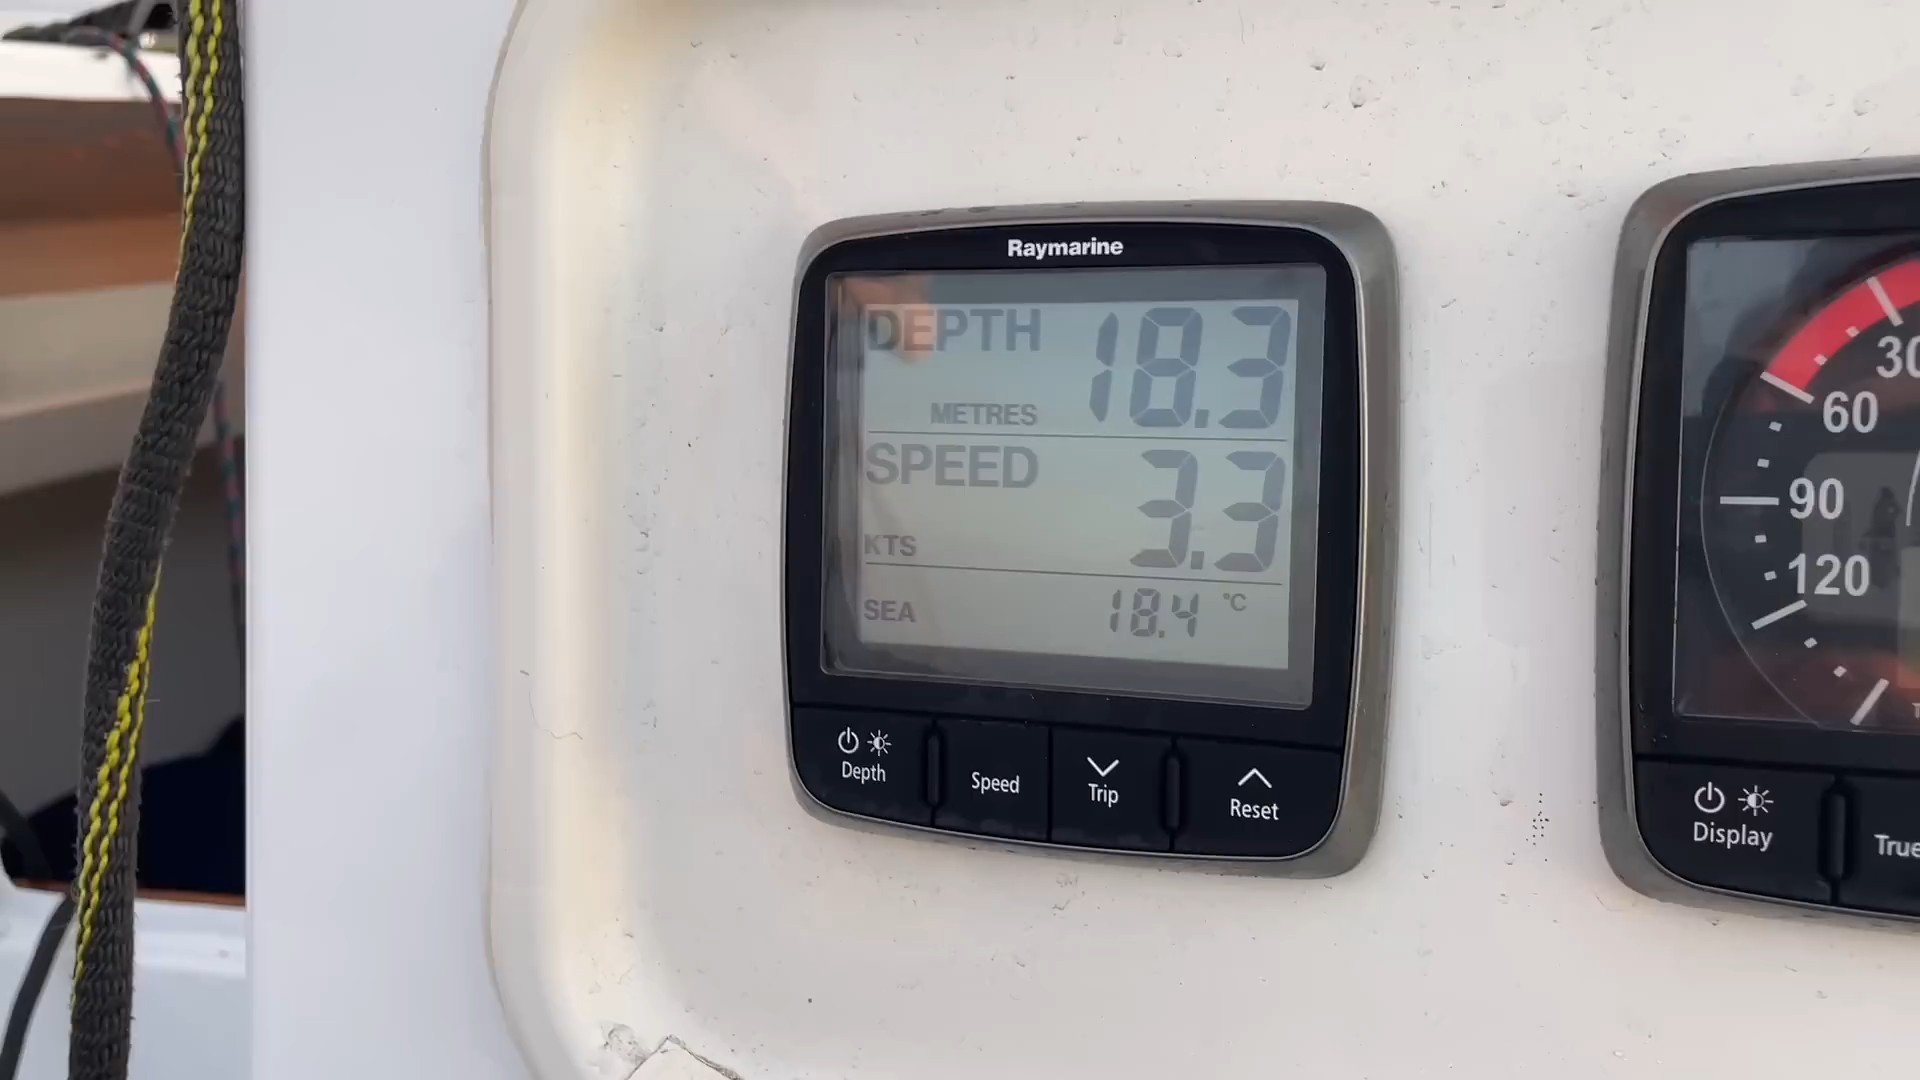 Raymarine
DEPTH 18.3
METRES
SPEED 3.3
KTS
SEA 18.4 °C
Depth
Speed
Trip
Reset
30
60
90
120
Display
True